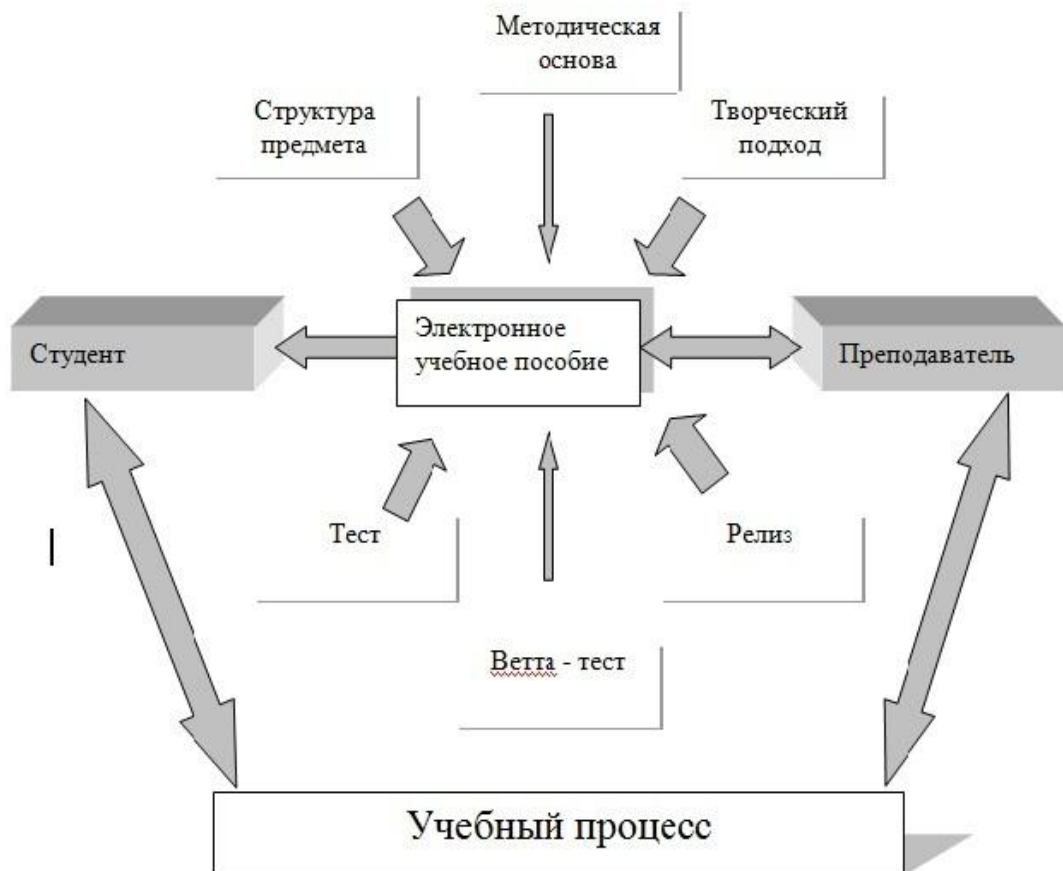 Методическая
основа
Структура
предмета
Творческий
подход
Электронное
учебное пособие
Студент
Преподаватель
Тест
Релиз
Ветта - тест
Учебный процесс